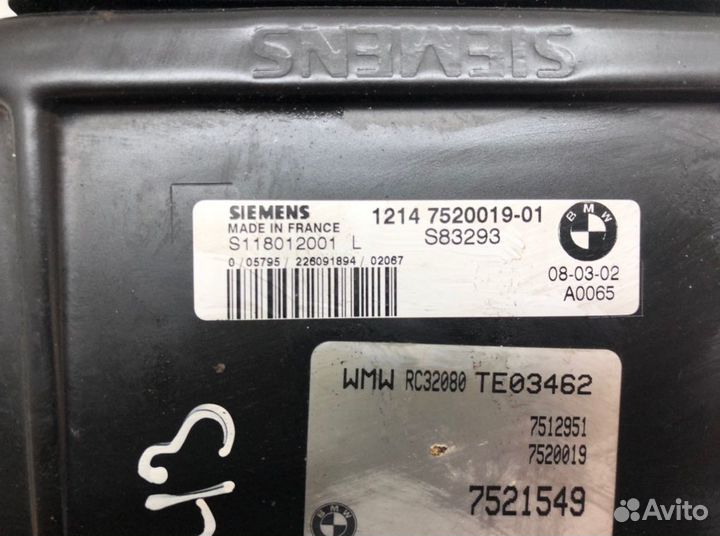 SIEMENS
SIEMENS 1214 7520019-01
MADE IN FRANCE
S118012001 L S83293
BMW
0 / 05795 / 226091894 / 02067
08-03-02
A0065
WMW RC32080 TE03462
7512951
7520019
7521549
Avito